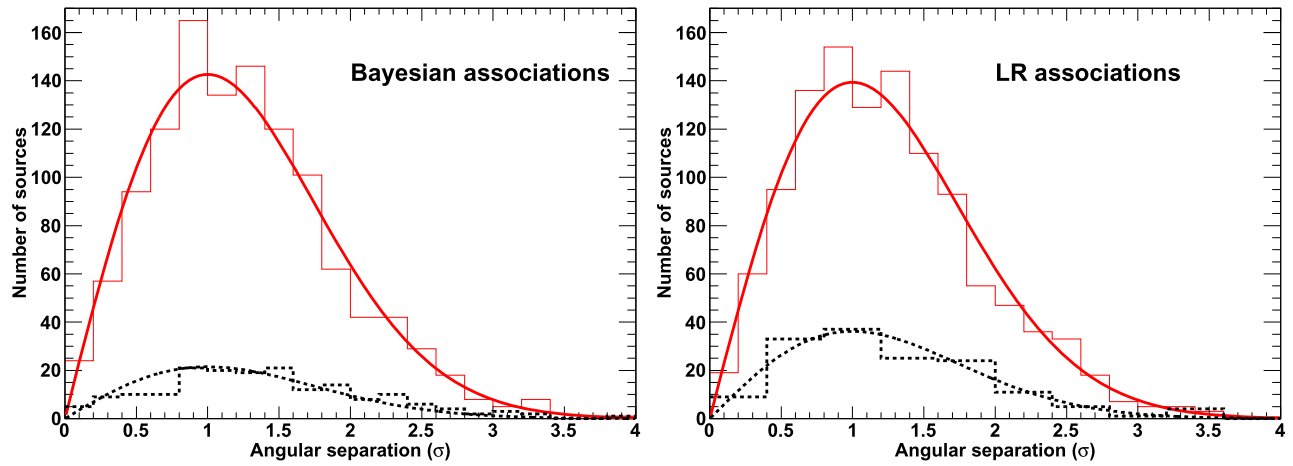 Bayesian associations
Number of sources
160
140
120
100
80
60
40
20
0
0 0.5 1 1.5 2 2.5 3 3.5 4
Angular separation (σ)
LR associations
Number of sources
160
140
120
100
80
60
40
20
0
0 0.5 1 1.5 2 2.5 3 3.5 4
Angular separation (σ)